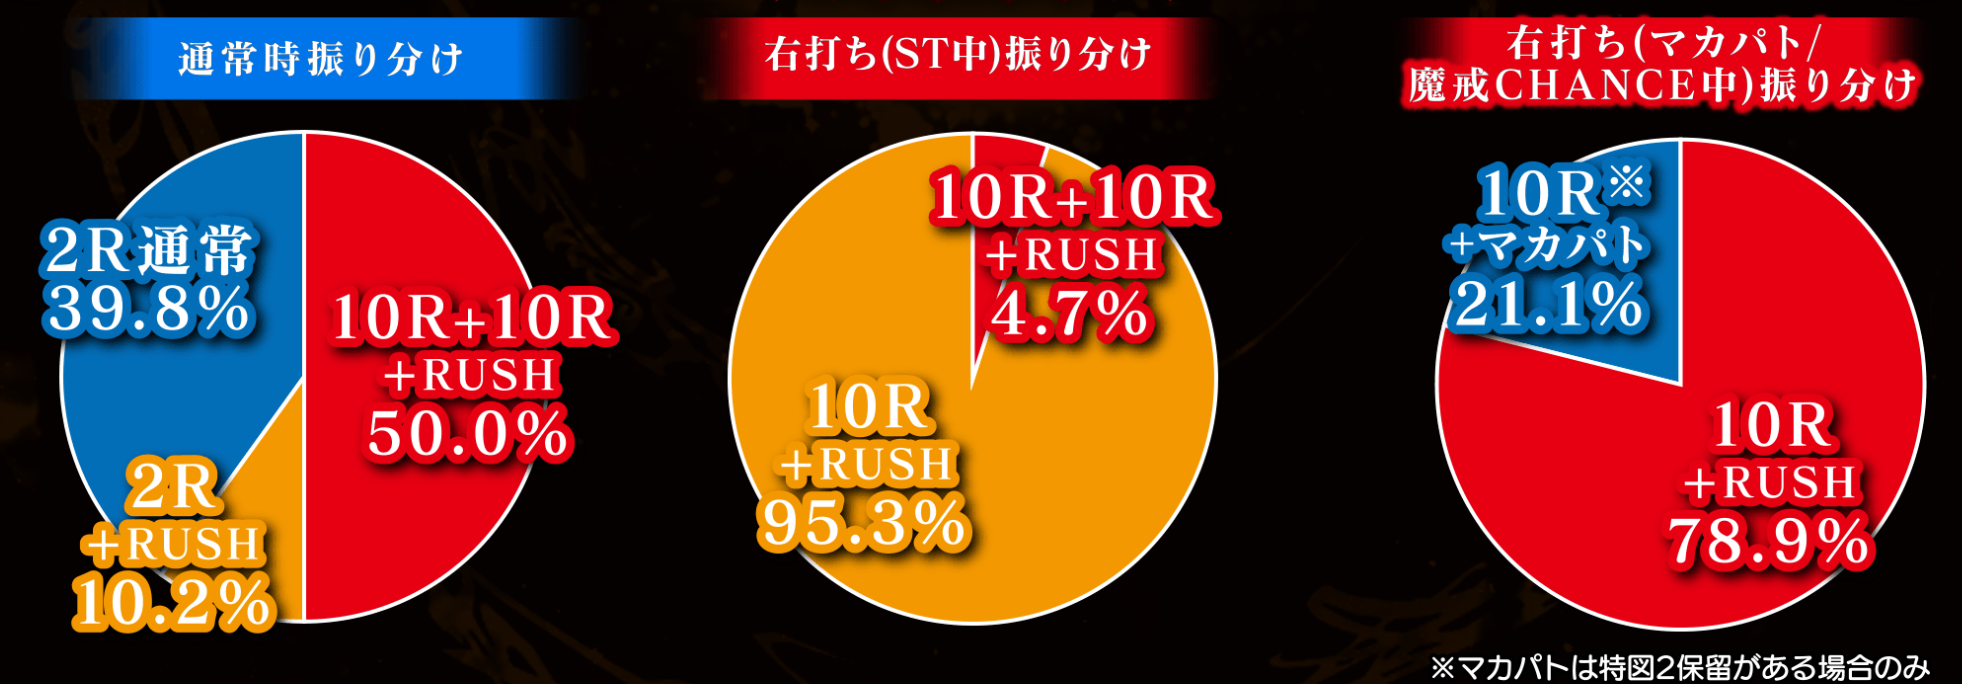 通常時振り分け
2R通常
39.8%
10R+10R
+RUSH
50.0%
2R
+RUSH
10.2%
右打ち(ST中)振り分け
10R+10R
+RUSH
4.7%
10R
+RUSH
95.3%
右打ち(マカパト/
魔戒CHANCE中)振り分け
10R※
+マカパト
21.1%
10R
+RUSH
78.9%
※マカパトは特図2保留がある場合のみ